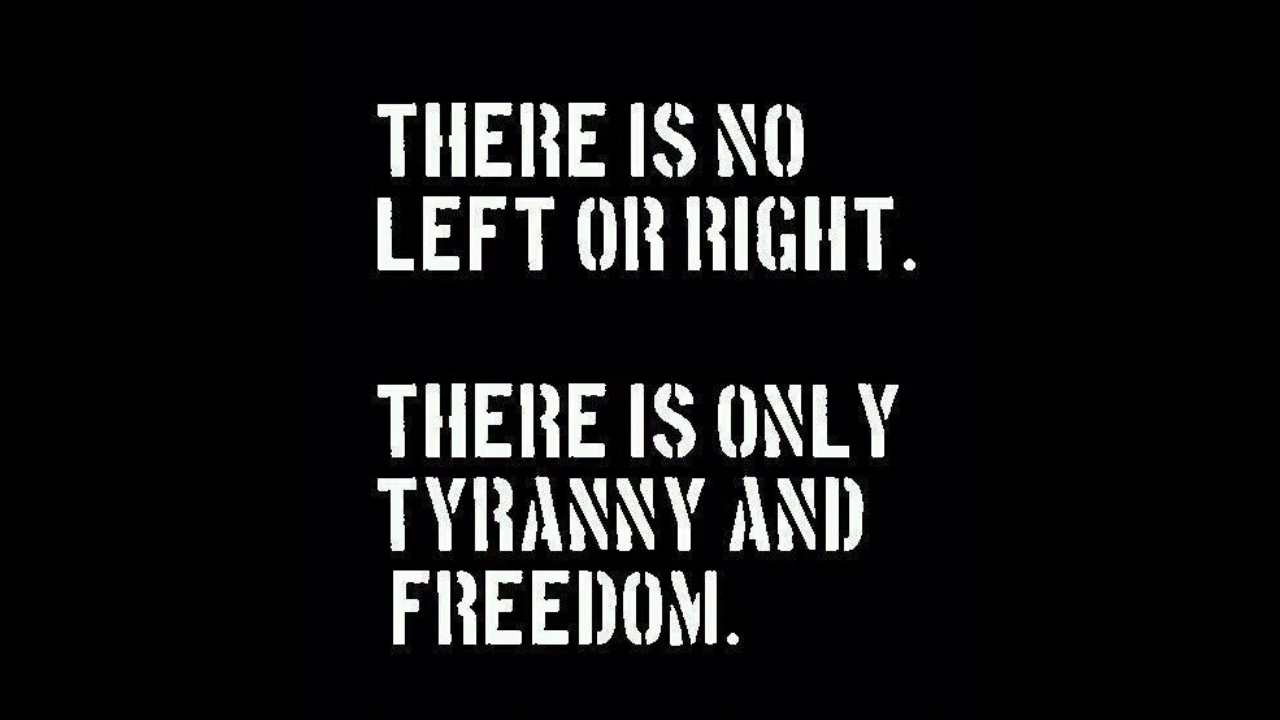 THERE IS NO
LEFT OR RIGHT.
THERE IS ONLY
TYRANNY AND
FREEDOM.